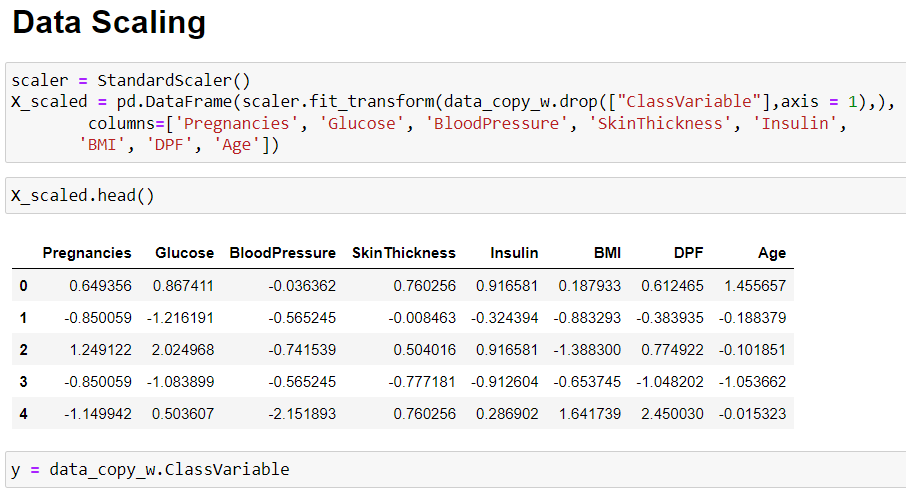 Data Scaling
scaler = StandardScaler()
X_scaled = pd.DataFrame(scaler.fit_transform(data_copy_w.drop(["ClassVariable"],axis = 1),),
columns=['Pregnancies', 'Glucose', 'BloodPressure', 'SkinThickness', 'Insulin',
'BMI', 'DPF', 'Age'])
X_scaled.head()
Pregnancies Glucose BloodPressure SkinThickness Insulin BMI DPF Age
0 0.649356 0.867411 -0.036362 0.760256 0.916581 0.187933 0.612465 1.455657
1 -0.850059 -1.216191 -0.565245 -0.008463 -0.324394 -0.883293 -0.383935 -0.188379
2 1.249122 2.024968 -0.741539 0.504016 0.916581 -1.388300 0.774922 -0.101851
3 -0.850059 -1.083899 -0.565245 -0.777181 -0.912604 -0.653745 -1.048202 -1.053662
4 -1.149942 0.503607 -2.151893 0.760256 0.286902 1.641739 2.450030 -0.015323
y = data_copy_w.ClassVariable